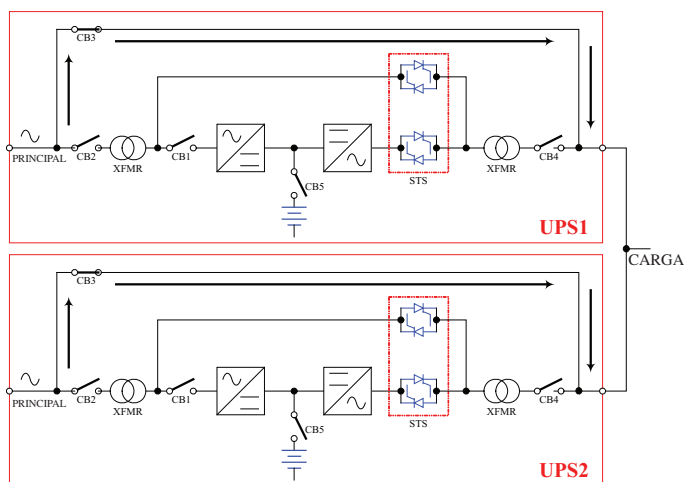 CB3
PRINCIPAL
CB2
XFMR
CB1
CB5
STS
XFMR
CB4
UPS1
CARGA
CB3
PRINCIPAL
CB2
XFMR
CB1
CB5
STS
XFMR
CB4
UPS2